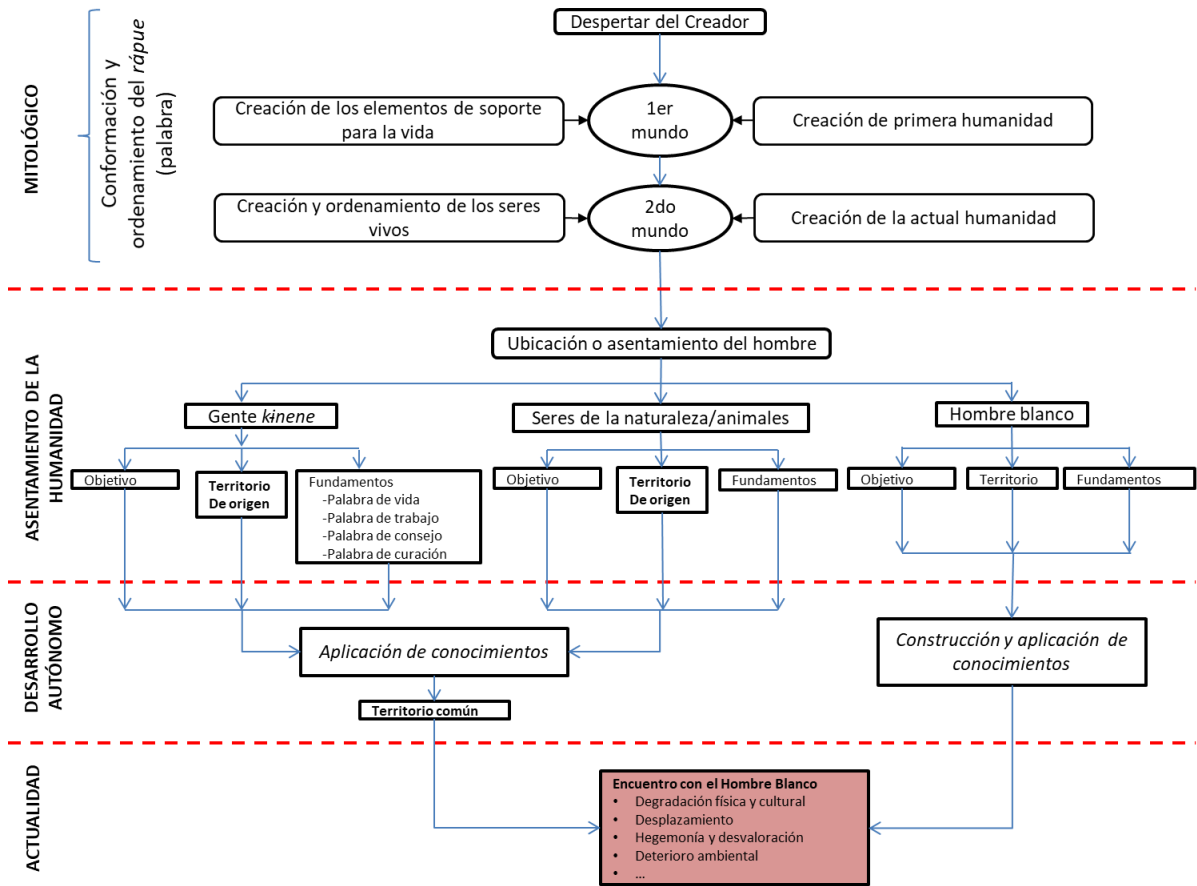 MITOLÓGICO
Conformación y
ordenamiento del rápue
(palabra)
Despertar del Creador
Creación de los elementos de soporte
para la vida
1er
mundo
Creación de primera humanidad
Creación y ordenamiento de los seres
vivos
2do
mundo
Creación de la actual humanidad
ASENTAMIENTO DE LA
HUMANIDAD
Ubicación o asentamiento del hombre
Gente kɨnene
Seres de la naturaleza/animales
Hombre blanco
Objetivo
Territorio
De origen
Fundamentos
-Palabra de vida
-Palabra de trabajo
-Palabra de consejo
-Palabra de curación
Objetivo
Territorio
De origen
Fundamentos
Objetivo
Territorio
Fundamentos
DESARROLLO
AUTÓNOMO
Aplicación de conocimientos
Construcción y aplicación de
conocimientos
Territorio común
ACTUALIDAD
Encuentro con el Hombre Blanco
• Degradación física y cultural
• Desplazamiento
• Hegemonía y desvaloración
• Deterioro ambiental
• ...